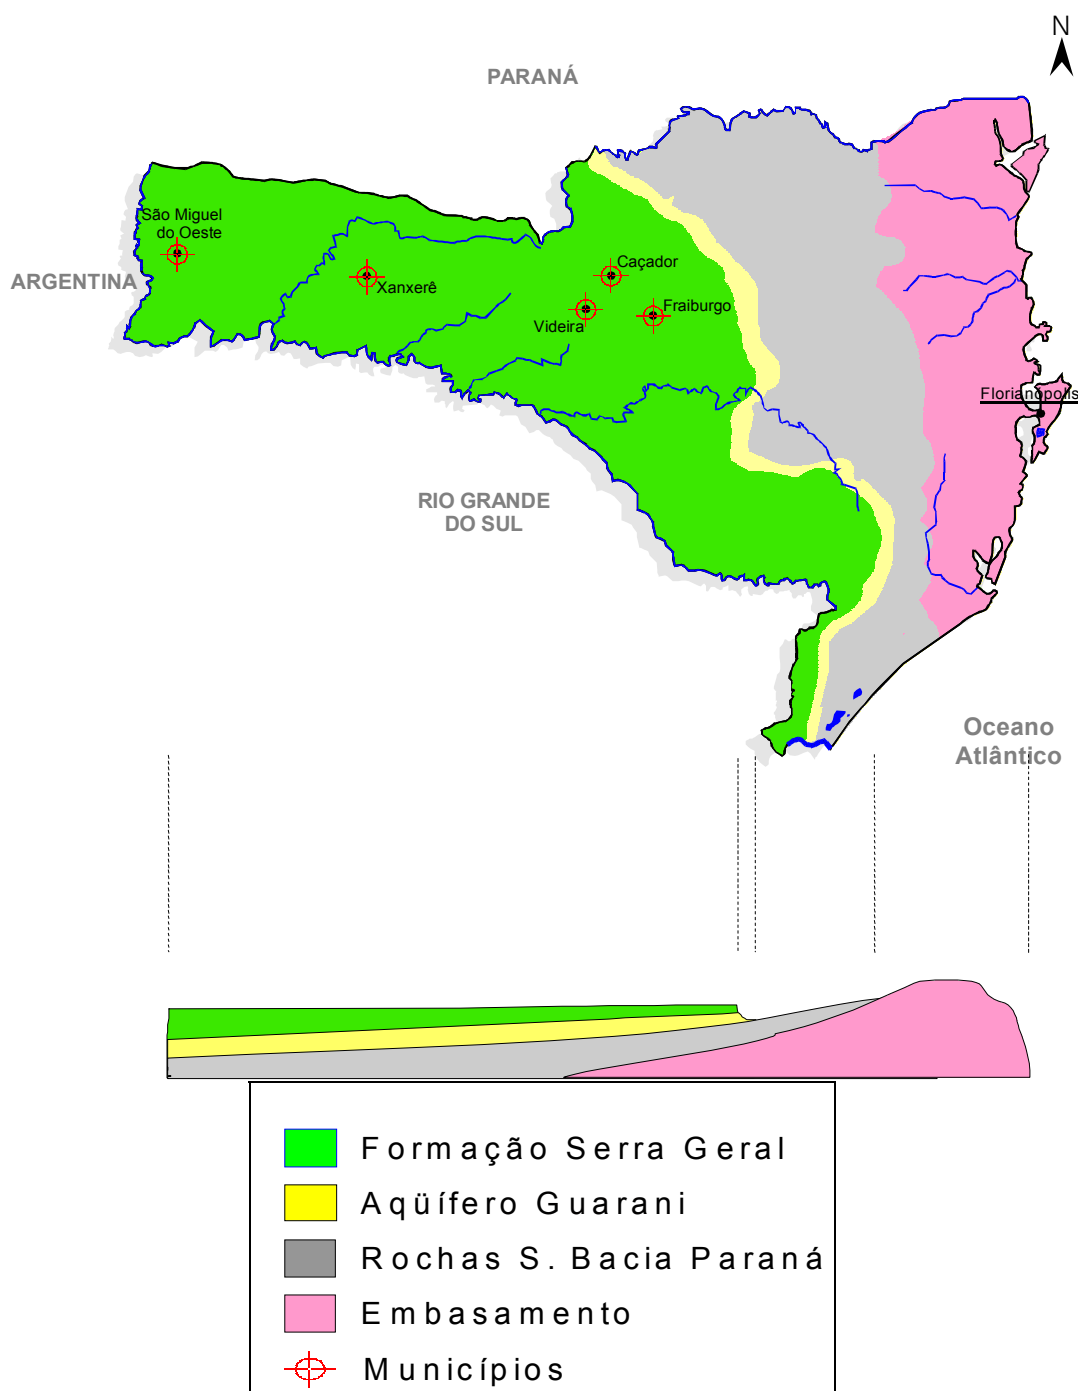 N
PARANÁ
São Miguel
do Oeste
ARGENTINA
Xanxerê
Caçador
Videira
Fraiburgo
Florianópolis
RIO GRANDE
DO SUL
Oceano
Atlântico
Formação Serra Geral
Aqüífero Guarani
Rochas S. Bacia Paraná
Embasamento
Municípios